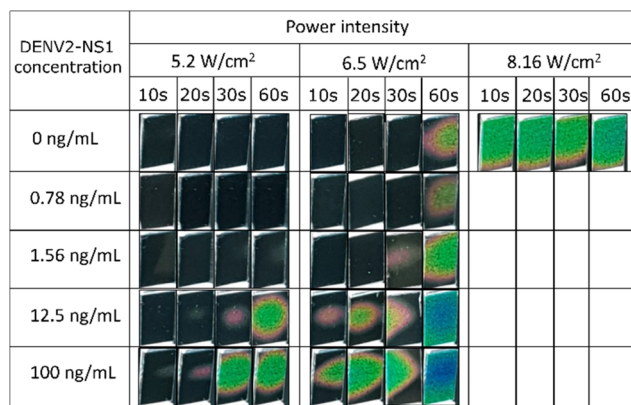 DENV2-NS1
concentration
Power intensity
5.2 W/cm² 6.5 W/cm² 8.16 W/cm²
10s 20s 30s 60s 10s 20s 30s 60s 10s 20s 30s 60s
0 ng/mL
0.78 ng/mL
1.56 ng/mL
12.5 ng/mL
100 ng/mL